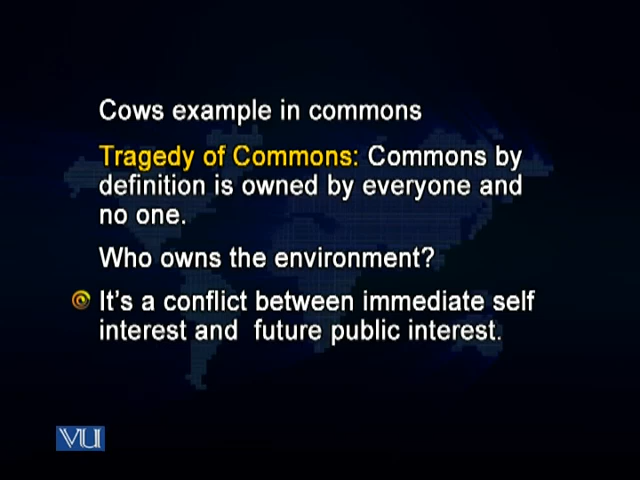 Cows example in commons
Tragedy of Commons: Commons by
definition is owned by everyone and
no one.
Who owns the environment?
It's a conflict between immediate self
interest and  future public interest.
VU